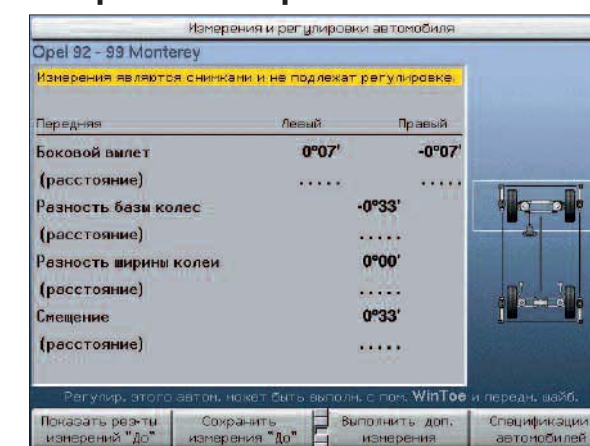 Измерения и регулировки автомобиля
Opel 92 - 99 Monterey
Измерения являются снимками и не подлежат регулировке.
Передняя Левый Правый
Боковой вылет 0°07' -0°07'
(расстояние) ..... .....
Разность базы колес -0°33'
(расстояние) .....
Разность ширины колеи 0°00'
(расстояние) .....
Смещение 0°33'
(расстояние) .....
Регулир. этого автом. может быть выполн. с пом. WinToe и передн. шайб.
Показать рез-ты измерений "До"
Сохранить измерения "До"
Выполнить доп. измерения
Спецификации автомобилей